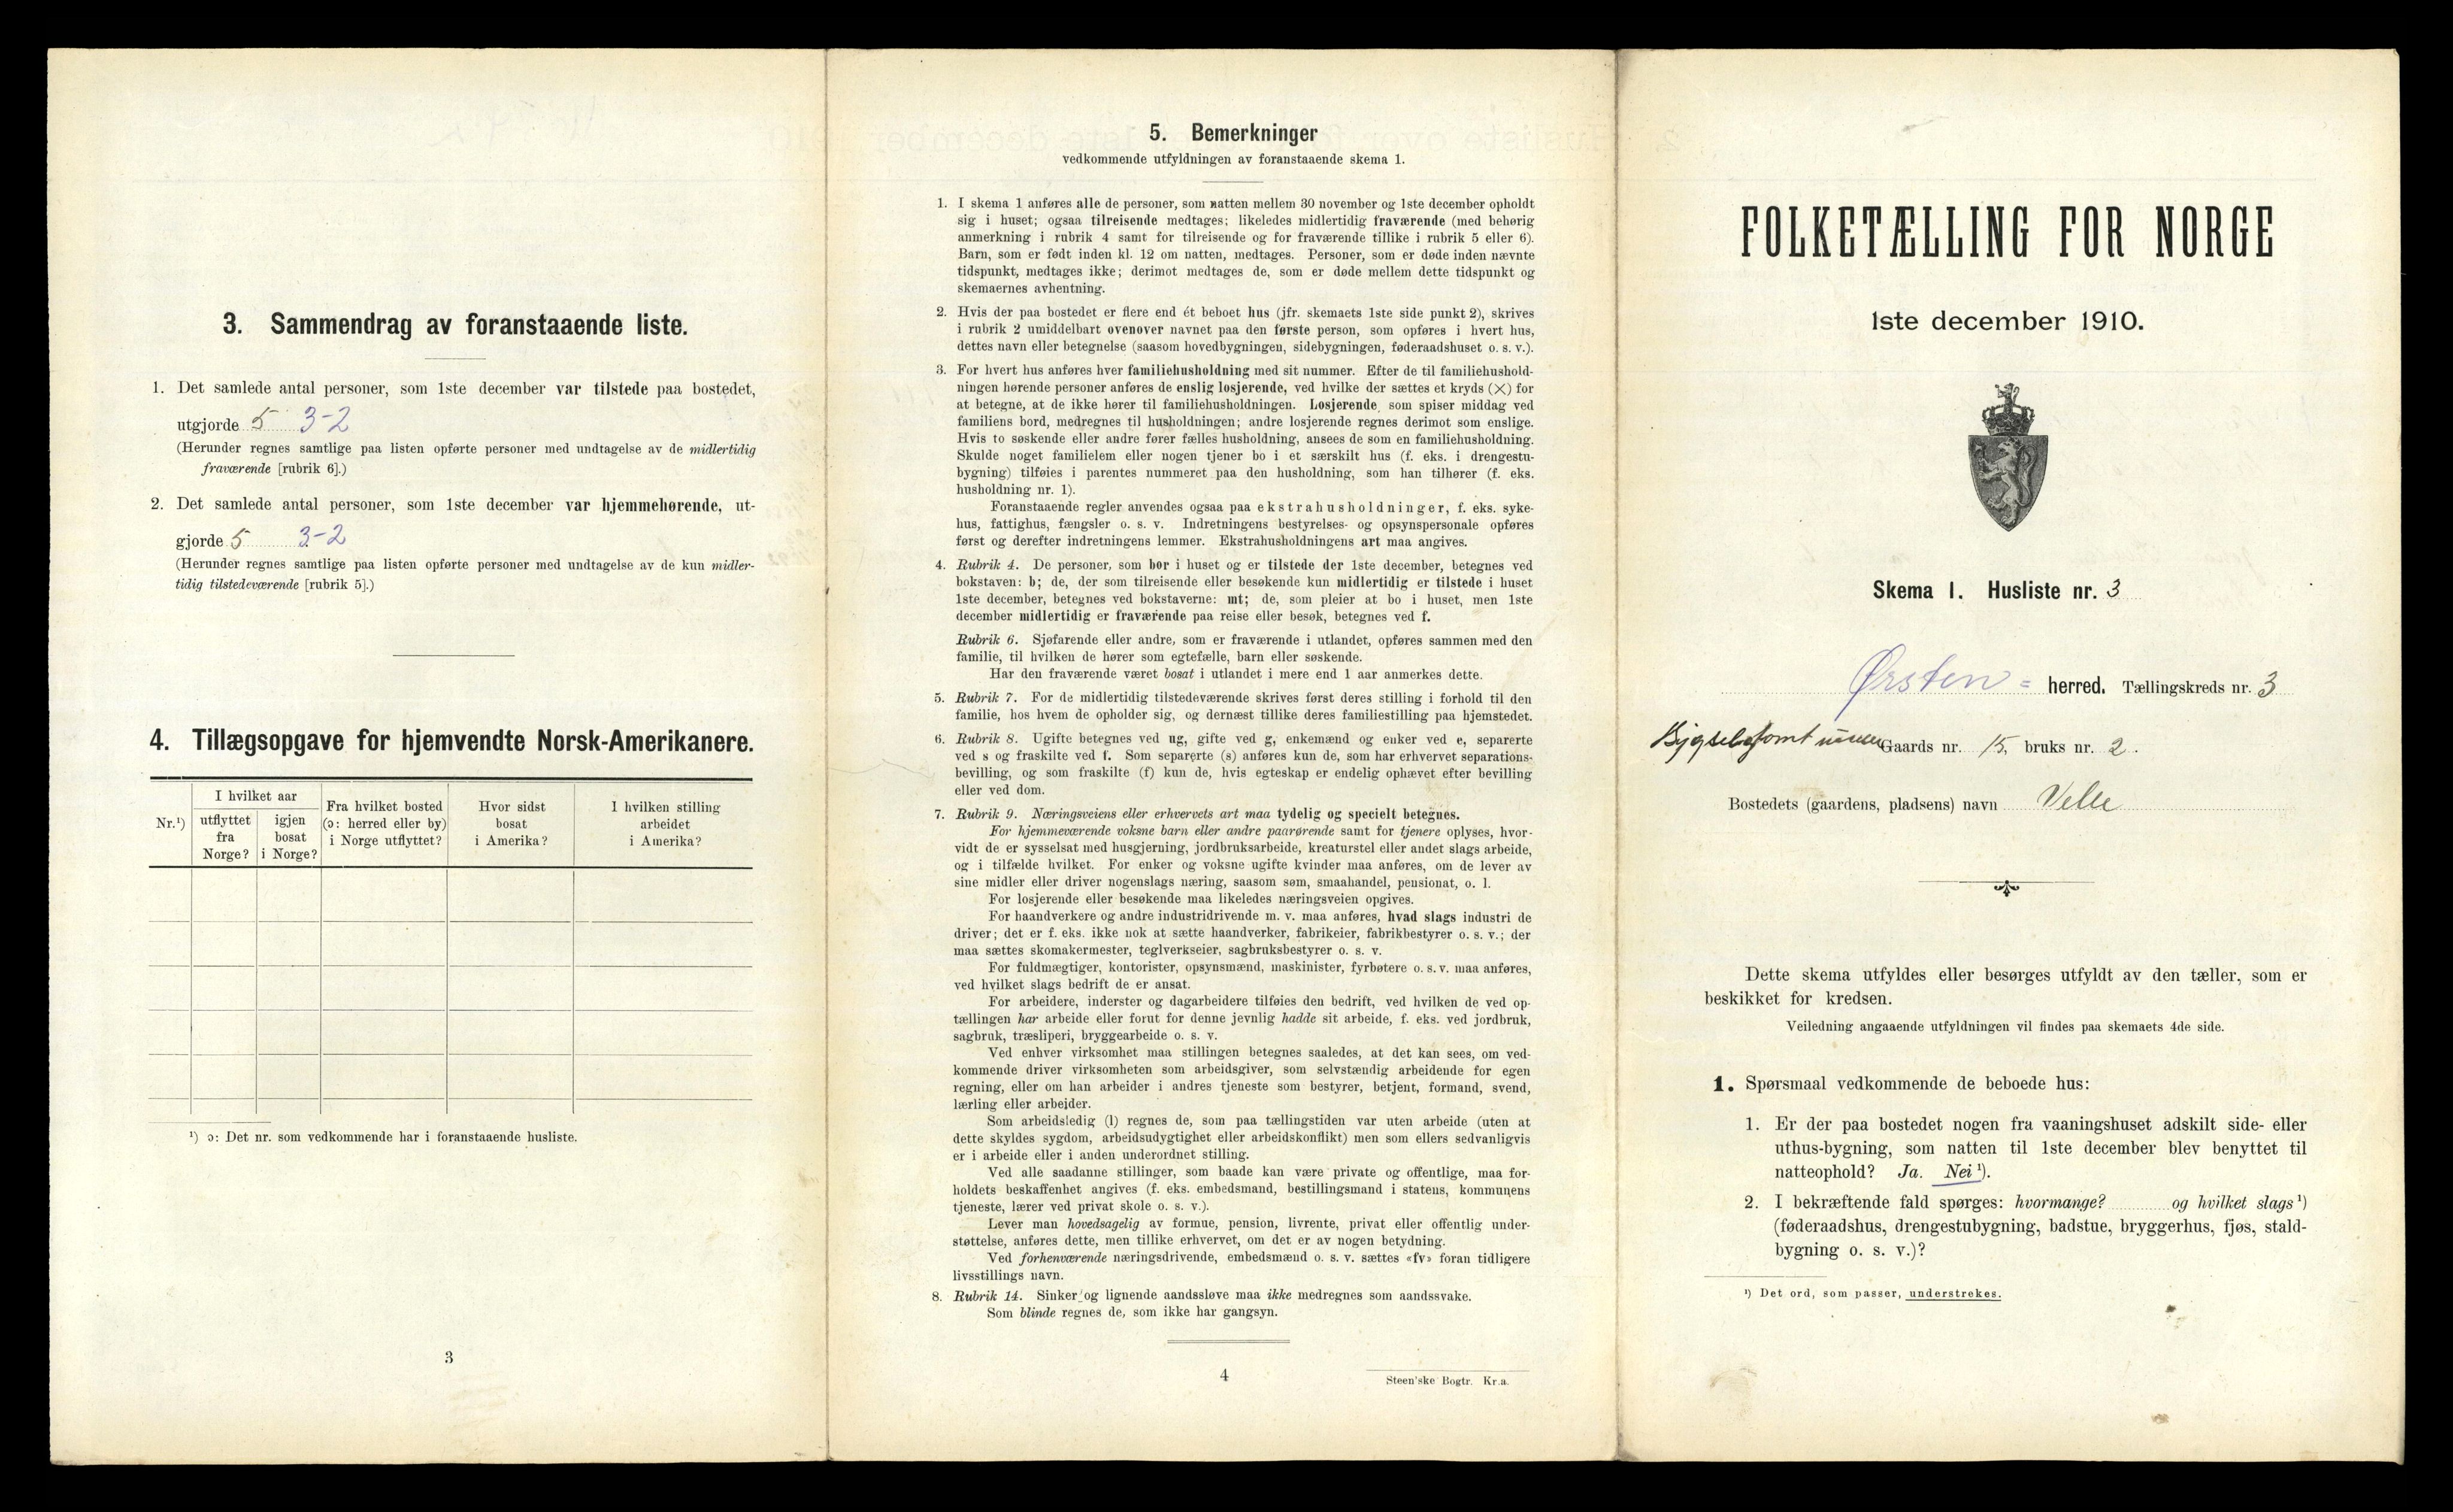 3. Sammendrag av foranstaaende liste.
1. Det samlede antal personer, som 1ste december var tilstede paa bostedet,
utgjorde 5 3-2
(Herunder regnes samtlige paa listen opførte personer med undtagelse av de midlertidig
fraværende [rubrik 6].)
2. Det samlede antal personer, som 1ste december var hjemmehørende, ut-
gjorde 5 3-2
(Herunder regnes samtlige paa listen opførte personer med undtagelse av de kun midler-
tidig tilstedeværende [rubrik 5].)
4. Tillægsopgave for hjemvendte Norsk-Amerikanere.
Nr.¹)
I hvilket aar
utflyttet
fra
Norge?
igjen
bosat
i Norge?
Fra hvilket bosted
(ɔ: herred eller by)
i Norge utflyttet?
Hvor sidst
bosat
i Amerika?
I hvilken stilling
arbeidet
i Amerika?
¹) ɔ: Det nr. som vedkommende har i foranstaaende husliste.
3
5. Bemerkninger
vedkommende utfyldningen av foranstaaende skema 1.
1. I skema 1 anføres alle de personer, som natten mellem 30 november og 1ste december opholdt
sig i huset; ogsaa tilreisende medtages; likeledes midlertidig fraværende (med behørig
anmerkning i rubrik 4 samt for tilreisende og for fraværende tillike i rubrik 5 eller 6).
Barn, som er født inden kl. 12 om natten, medtages. Personer, som er døde inden nævnte
tidspunkt, medtages ikke; derimot medtages de, som er døde mellem dette tidspunkt og
skemaernes avhentning.
2. Hvis der paa bostedet er flere end ét beboet hus (jfr. skemaets 1ste side punkt 2), skrives
i rubrik 2 umiddelbart ovenover navnet paa den første person, som opføres i hvert hus,
dettes navn eller betegnelse (saasom hovedbygningen, sidebygningen, føderaadshuset o. s. v.).
3. For hvert hus anføres hver familiehusholdning med sit nummer. Efter de til familiehushold-
ningen hørende personer anføres de enslig losjerende, ved hvilke der sættes et kryds (×) for
at betegne, at de ikke hører til familiehusholdningen. Losjerende som spiser middag ved
familiens bord, medregnes til husholdningen; andre losjerende regnes derimot som enslige.
Hvis to søskende eller andre fører fælles husholdning, ansees de som en familiehusholdning.
Skulde noget familielem eller nogen tjener bo i et særskilt hus (f. eks. i drengestu-
bygning) tilføies i parentes nummeret paa den husholdning, som han tilhører (f. eks.
husholdning nr. 1).
Foranstaaende regler anvendes ogsaa paa ekstrahusholdninger, f. eks. syke-
hus, fattighus, fængsler o. s. v. Indretningens bestyrelses- og opsynspersonale opføres
først og derefter indretningens lemmer. Ekstrahusholdningens art maa angives.
4. Rubrik 4. De personer, som bor i huset og er tilstede der 1ste december, betegnes ved
bokstaven: b; de, der som tilreisende eller besøkende kun midlertidig er tilstede i huset
1ste december, betegnes ved bokstaverne: mt; de, som pleier at bo i huset, men 1ste
december midlertidig er fraværende paa reise eller besøk, betegnes ved f.
Rubrik 6. Sjøfarende eller andre, som er fraværende i utlandet, opføres sammen med den
familie, til hvilken de hører som egtefælle, barn eller søskende.
Har den fraværende været bosat i utlandet i mere end 1 aar anmerkes dette.
5. Rubrik 7. For de midlertidig tilstedeværende skrives først deres stilling i forhold til den
familie, hos hvem de opholder sig, og dernæst tillike deres familiestilling paa hjemstedet.
6. Rubrik 8. Ugifte betegnes ved ug, gifte ved g, enkemænd og enker ved e, separerte
ved s og fraskilte ved f. Som separerte (s) anføres kun de, som har erhvervet separations-
bevilling, og som fraskilte (f) kun de, hvis egteskap er endelig ophævet efter bevilling
eller ved dom.
7. Rubrik 9. Næringsveiens eller erhvervets art maa tydelig og specielt betegnes.
For hjemmeværende voksne barn eller andre paarørende samt for tjenere oplyses, hvor-
vidt de er sysselsat med husgjerning, jordbruksarbeide, kreaturstel eller andet slags arbeide,
og i tilfælde hvilket. For enker og voksne ugifte kvinder maa anføres, om de lever av
sine midler eller driver nogenslags næring, saasom søm, smaahandel, pensionat, o. l.
For losjerende eller besøkende maa likeledes næringsveien opgives.
For haandverkere og andre industridrivende m. v. maa anføres, hvad slags industri de
driver; det er f. eks. ikke nok at sætte haandverker, fabrikeier, fabrikbestyrer o. s. v.; der
maa sættes skomakermester, teglverkseier, sagbruksbestyrer o. s. v.
For fuldmægtiger, kontorister, opsynsmænd, maskinister, fyrbøtere o. s. v. maa anføres,
ved hvilket slags bedrift de er ansat.
For arbeidere, inderster og dagarbeidere tilføies den bedrift, ved hvilken de ved op-
tællingen har arbeide eller forut for denne jevnlig hadde sit arbeide, f. eks. ved jordbruk,
sagbruk, træsliperi, bryggearbeide o. s. v.
Ved enhver virksomhet maa stillingen betegnes saaledes, at det kan sees, om ved-
kommende driver virksomheten som arbeidsgiver, som selvstændig arbeidende for egen
regning, eller om han arbeider i andres tjeneste som bestyrer, betjent, formand, svend,
lærling eller arbeider.
Som arbeidsledig (l) regnes de, som paa tællingstiden var uten arbeide (uten at
dette skyldes sygdom, arbeidsudygtighet eller arbeidskonflikt) men som ellers sedvanligvis
er i arbeide eller i anden underordnet stilling.
Ved alle saadanne stillinger, som baade kan være private og offentlige, maa for-
holdets beskaffenhet angives (f. eks. embedsmand, bestillingsmand i statens, kommunens
tjeneste, lærer ved privat skole o. s. v.).
Lever man hovedsagelig av formue, pension, livrente, privat eller offentlig under-
støttelse, anføres dette, men tillike erhvervet, om det er av nogen betydning.
Ved forhenværende næringsdrivende, embedsmænd o. s. v. sættes «fv» foran tidligere
livsstillings navn.
8. Rubrik 14. Sinker og lignende aandssløve maa ikke medregnes som aandssvake.
Som blinde regnes de, som ikke har gangsyn.
4
Steen'ske Bogtr. Kr.a.
FOLKETÆLLING FOR NORGE
1ste december 1910.
Skema 1. Husliste nr. 3
Ørsten = herred. Tællingskreds nr. 3
Gaards nr. 15, bruks nr. 2.
Bostedets (gaardens, pladsens) navn Velle
Dette skema utfyldes eller besørges utfyldt av den tæller, som er
beskikket for kredsen.
Veiledning angaaende utfyldningen vil findes paa skemaets 4de side.
1. Spørsmaal vedkommende de beboede hus:
1. Er der paa bostedet nogen fra vaaningshuset adskilt side- eller
uthus-bygning, som natten til 1ste december blev benyttet til
natteophold? Ja. Nei ¹).
2. I bekræftende fald spørges: hvormange? og hvilket slags ¹)
(føderaadshus, drengestubygning, badstue, bryggerhus, fjøs, stald-
bygning o. s. v.)?
¹) Det ord, som passer, understrekes.